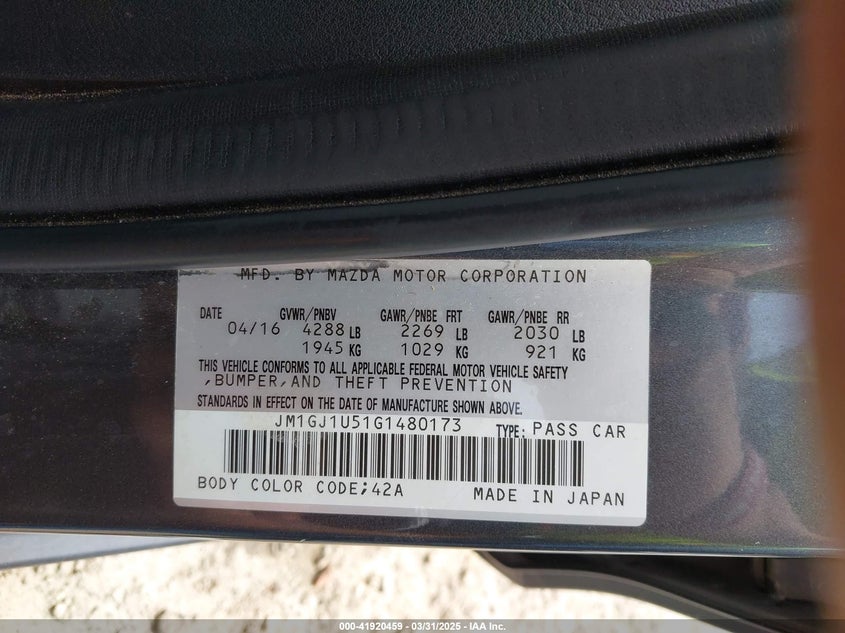 MFD. BY MAZDA MOTOR CORPORATION
DATE GVWR/PNBV GAWR/PNBE FRT GAWR/PNBE RR
04/16 4288 LB 2269 LB 2030 LB
1945 KG 1029 KG 921 KG
THIS VEHICLE CONFORMS TO ALL APPLICABLE FEDERAL MOTOR VEHICLE SAFETY
,BUMPER,AND THEFT PREVENTION
STANDARDS IN EFFECT ON THE DATE OF MANUFACTURE SHOWN ABOVE.
JM1GJ1U51G1480173 TYPE: PASS CAR
BODY COLOR CODE;42A MADE IN JAPAN
000-41920459 - 03/31/2025 - IAA Inc.